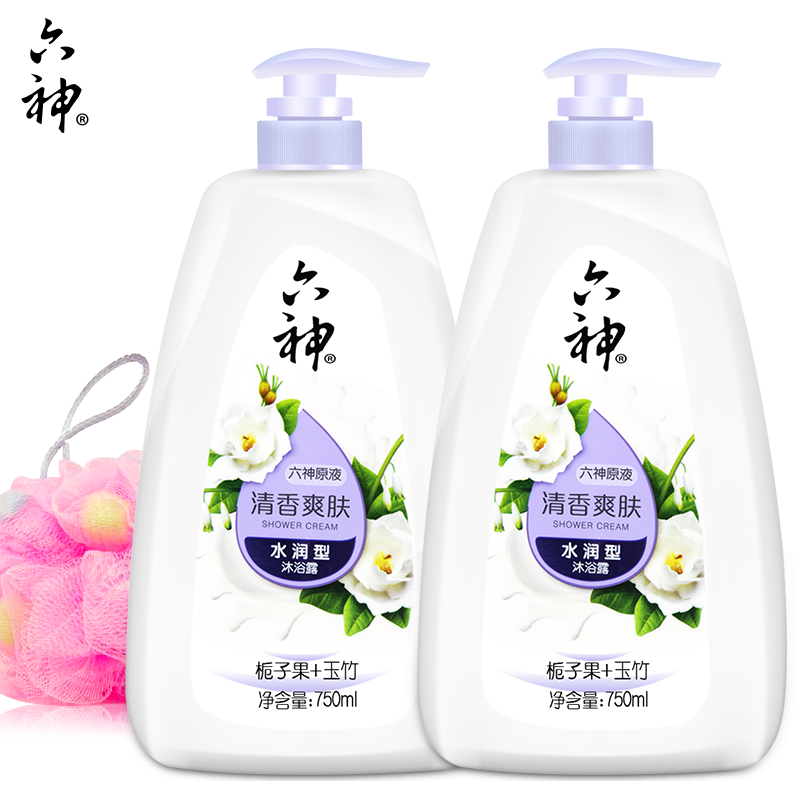 六神®
六神®
六神原液
清香爽肤
SHOWER CREAM
水润型
沐浴露
栀子果+玉竹
净含量:750ml
六神®
六神原液
清香爽肤
SHOWER CREAM
水润型
沐浴露
栀子果+玉竹
净含量:750ml